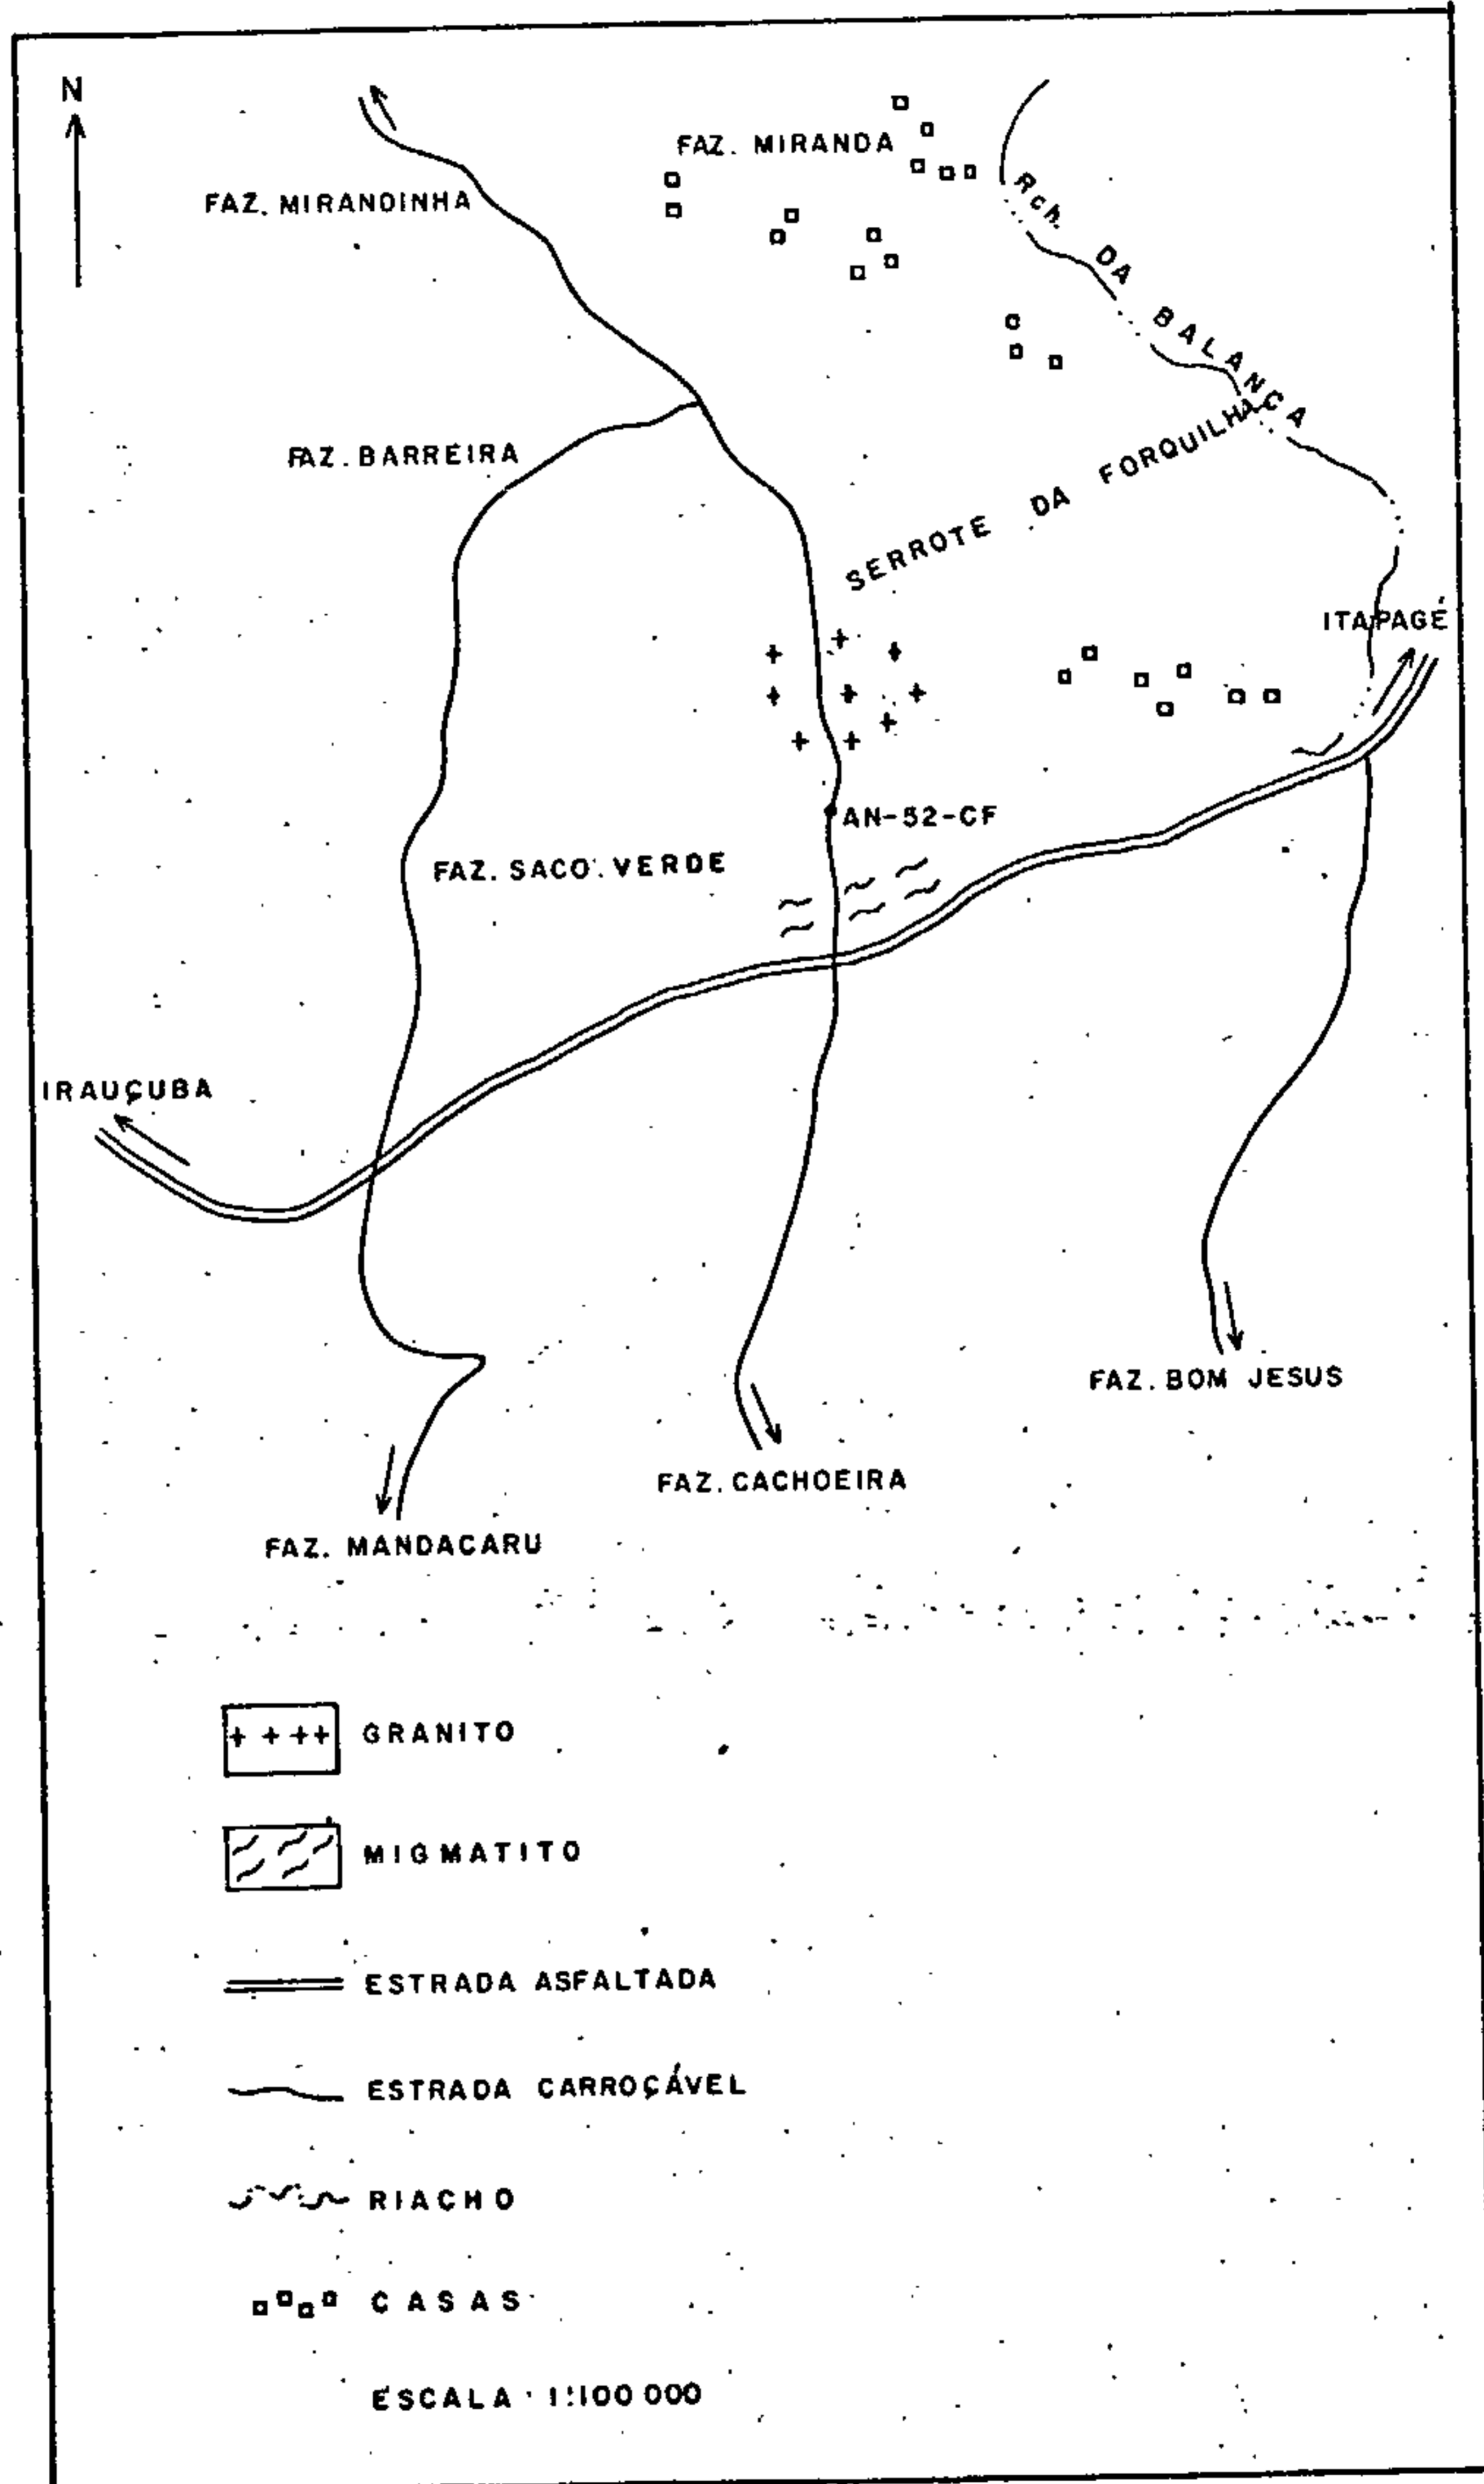 N
FAZ. MIRANDA
FAZ. MIRANDINHA
Rch. DA BALANCA
FAZ. BARREIRA
SERROTE DA FORQUILHA
ITAPAGÉ
AN-52-CF
FAZ. SACO VERDE
IRAUÇUBA
FAZ. BOM JESUS
FAZ. CACHOEIRA
FAZ. MANDACARU
GRANITO
MIGMATITO
ESTRADA ASFALTADA
ESTRADA CARROÇÁVEL
RIACHO
CASAS
ESCALA 1:100 000